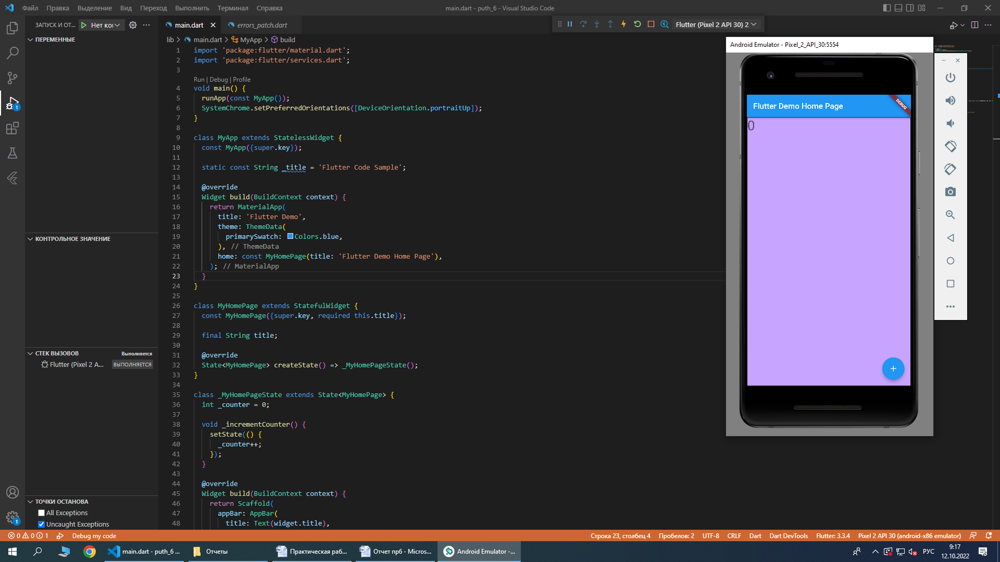 Файл Правка Выделение Вид Переход Выполнить Терминал Справка
main.dart - puth_6 - Visual Studio Code
ЗАПУСК И ОТ... Нет ко
main.dart
errors_patch.dart
Flutter (Pixel 2 API 30) 2
ПЕРЕМЕННЫЕ
КОНТРОЛЬНОЕ ЗНАЧЕНИЕ
СТЕК ВЫЗОВОВ Выполняется
Flutter (Pixel 2 A... ВЫПОЛНЯЕТСЯ
ТОЧКИ ОСТАНОВА
All Exceptions
Uncaught Exceptions
1
1
lib > main.dart > MyApp > build
1 import 'package:flutter/material.dart';
2 import 'package:flutter/services.dart';
3
Run | Debug | Profile
4 void main() {
5 runApp(const MyApp());
6 SystemChrome.setPreferredOrientations([DeviceOrientation.portraitUp]);
7 }
8
9 class MyApp extends StatelessWidget {
10 const MyApp({super.key});
11
12 static const String _title = 'Flutter Code Sample';
13
14 @override
15 Widget build(BuildContext context) {
16 return MaterialApp(
17 title: 'Flutter Demo',
18 theme: ThemeData(
19 primarySwatch: Colors.blue,
20 ), // ThemeData
21 home: const MyHomePage(title: 'Flutter Demo Home Page'),
22 ); // MaterialApp
23 }
24 }
25
26 class MyHomePage extends StatefulWidget {
27 const MyHomePage({super.key, required this.title});
28
29 final String title;
30
31 @override
32 State<MyHomePage> createState() => _MyHomePageState();
33 }
34
35 class _MyHomePageState extends State<MyHomePage> {
36 int _counter = 0;
37
38 void _incrementCounter() {
39 setState(() {
40 _counter++;
41 });
42 }
43
44 @override
45 Widget build(BuildContext context) {
46 return Scaffold(
47 appBar: AppBar(
48 title: Text(widget.title),
Android Emulator - Pixel_2_API_30:5554
Flutter Demo Home Page
DEBUG
0
+
0 0 1 Debug my code
Строка 23, столбец 4 Пробелов: 2 UTF-8 CRLF Dart Dart DevTools Flutter: 3.3.4 Pixel 2 API 30 (android-x86 emulator)
main.dart - puth_6 ...
Отчеты
Практическая раб...
Отчет пр6 - Micros...
Android Emulator -...
РУС
9:17
12.10.2022